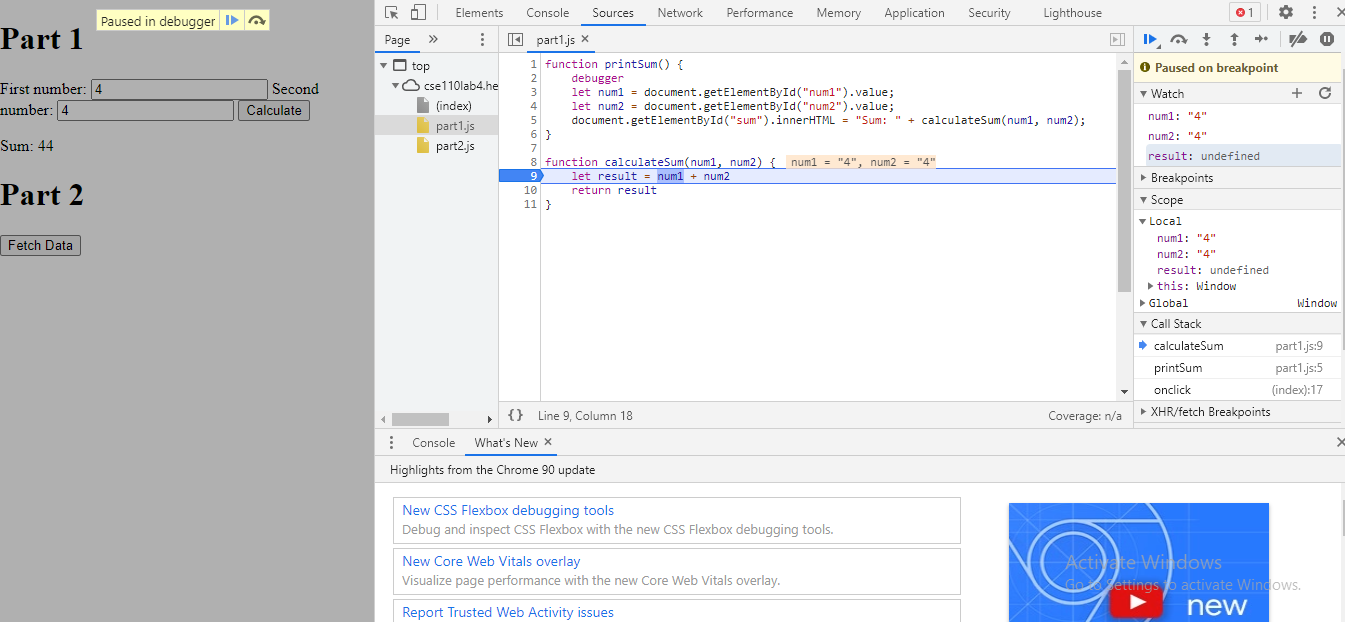 Paused in debugger
Part 1
First number: 4 Second
number: 4 Calculate
Sum: 44
Part 2
Fetch Data
Elements Console Sources Network Performance Memory Application Security Lighthouse 1
Page part1.js
top
cse110lab4.he
(index)
part1.js
part2.js
1 function printSum() {
2 debugger
3 let num1 = document.getElementById("num1").value;
4 let num2 = document.getElementById("num2").value;
5 document.getElementById("sum").innerHTML = "Sum: " + calculateSum(num1, num2);
6 }
7
8 function calculateSum(num1, num2) { num1 = "4", num2 = "4"
9 let result = num1 + num2
10 return result
11 }
{} Line 9, Column 18 Coverage: n/a
Paused on breakpoint
Watch
num1: "4"
num2: "4"
result: undefined
Breakpoints
Scope
Local
num1: "4"
num2: "4"
result: undefined
this: Window
Global Window
Call Stack
calculateSum part1.js:9
printSum part1.js:5
onclick (index):17
XHR/fetch Breakpoints
Console What's New
Highlights from the Chrome 90 update
New CSS Flexbox debugging tools
Debug and inspect CSS Flexbox with the new CSS Flexbox debugging tools.
New Core Web Vitals overlay
Visualize page performance with the new Core Web Vitals overlay.
Report Trusted Web Activity issues
Activate Windows
Go to Settings to activate Windows.
new